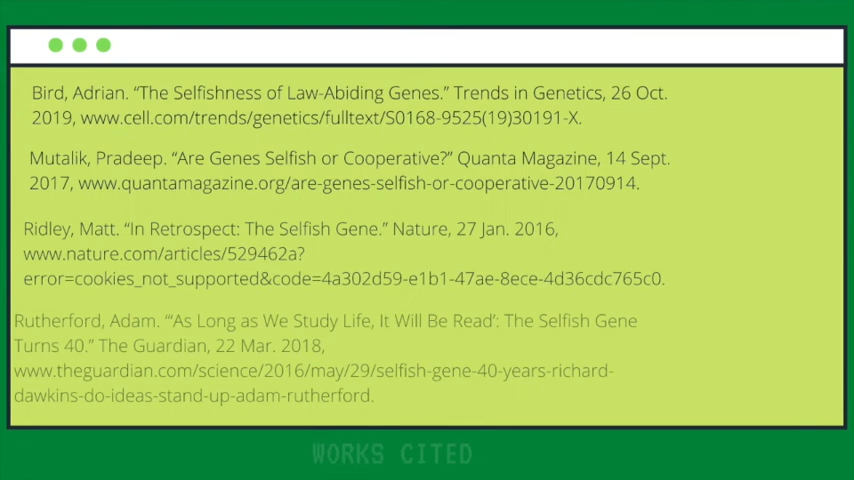 Bird, Adrian. “The Selfishness of Law-Abiding Genes.” Trends in Genetics, 26 Oct.
2019, www.cell.com/trends/genetics/fulltext/S0168-9525(19)30191-X.
Mutalik, Pradeep. “Are Genes Selfish or Cooperative?” Quanta Magazine, 14 Sept.
2017, www.quantamagazine.org/are-genes-selfish-or-cooperative-20170914.
Ridley, Matt. “In Retrospect: The Selfish Gene.” Nature, 27 Jan. 2016,
www.nature.com/articles/529462a?
error=cookies_not_supported&code=4a302d59-e1b1-47ae-8ece-4d36cdc765c0.
Rutherford, Adam. “‘As Long as We Study Life, It Will Be Read’: The Selfish Gene
Turns 40.” The Guardian, 22 Mar. 2018,
www.theguardian.com/science/2016/may/29/selfish-gene-40-years-richard-
dawkins-do-ideas-stand-up-adam-rutherford.
WORKS CITED